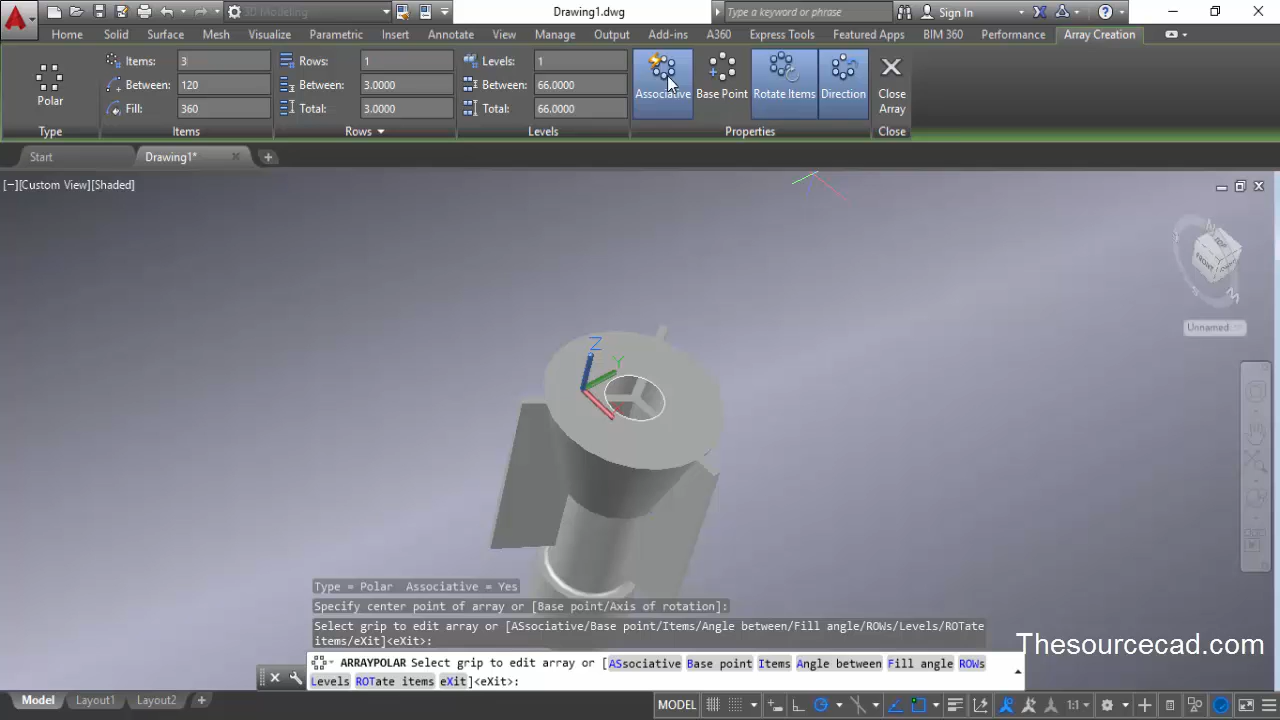 3D Modeling
Drawing1.dwg
Type a keyword or phrase
Sign In
Home Solid Surface Mesh Visualize Parametric Insert Annotate View Manage Output Add-ins A360 Express Tools Featured Apps BIM 360 Performance Array Creation
Items: 3 Rows: 1 Levels: 1
Between: 120 Between: 3.0000 Between: 66.0000
Fill: 360 Total: 3.0000 Total: 66.0000
Polar
Associative Base Point Rotate Items Direction Close Array
Type Items Rows Levels Properties Close
Start Drawing1* +
[−][Custom View][Shaded]
N
TOP
FRONT
Unnamed
Z
Y
Type = Polar Associative = Yes
Specify center point of array or [Base point/Axis of rotation]:
Select grip to edit array or [ASsociative/Base point/Items/Angle between/Fill angle/ROWs/Levels/ROTate
items/eXit]<eXit>:
Thesourcecad.com
ARRAYPOLAR Select grip to edit array or [ASsociative Base point Items Angle between Fill angle ROWs
Levels ROTate items eXit]<eXit>:
Model Layout1 Layout2 +
MODEL 1:1